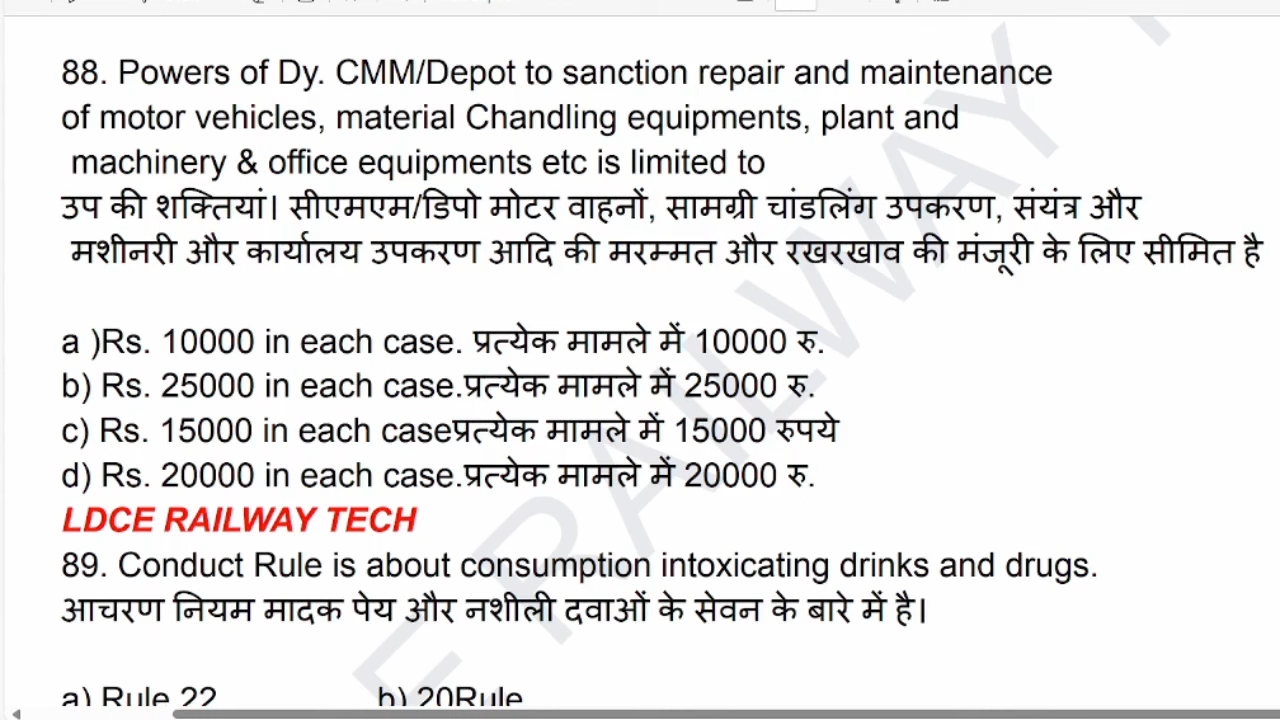 88. Powers of Dy. CMM/Depot to sanction repair and maintenance
of motor vehicles, material Chandling equipments, plant and
machinery & office equipments etc is limited to
उप की शक्तियां। सीएमएम/डिपो मोटर वाहनों, सामग्री चांडलिंग उपकरण, संयंत्र और
मशीनरी और कार्यालय उपकरण आदि की मरम्मत और रखरखाव की मंजूरी के लिए सीमित है
a )Rs. 10000 in each case. प्रत्येक मामले में 10000 रु.
b) Rs. 25000 in each case.प्रत्येक मामले में 25000 रु.
c) Rs. 15000 in each caseप्रत्येक मामले में 15000 रुपये
d) Rs. 20000 in each case.प्रत्येक मामले में 20000 रु.
LDCE RAILWAY TECH
89. Conduct Rule is about consumption intoxicating drinks and drugs.
आचरण नियम मादक पेय और नशीली दवाओं के सेवन के बारे में है।
a) Rule 22 b) 20Rule
E RAILWAY